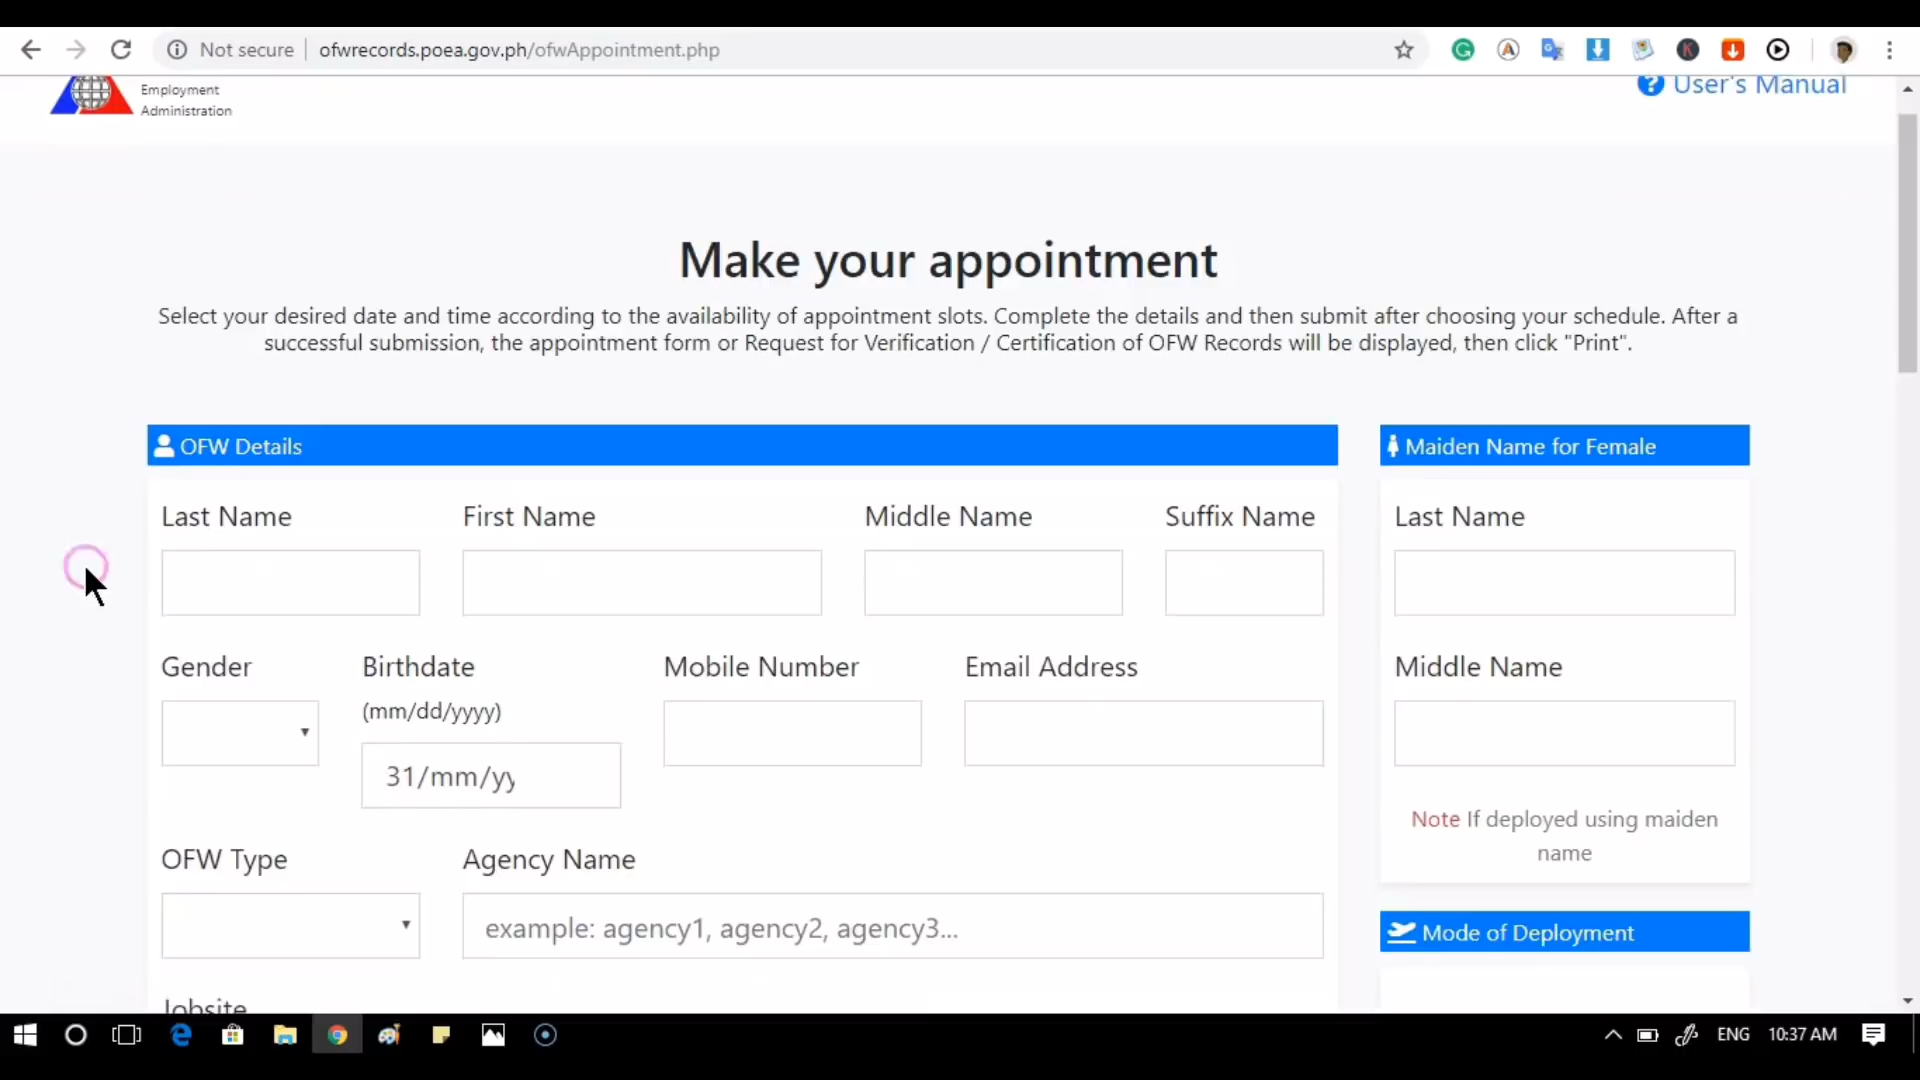 Not secure ofwrecords.poea.gov.ph/ofwAppointment.php
Employment
Administration
User's Manual
Make your appointment
Select your desired date and time according to the availability of appointment slots. Complete the details and then submit after choosing your schedule. After a
successful submission, the appointment form or Request for Verification / Certification of OFW Records will be displayed, then click "Print".
OFW Details
Last Name First Name Middle Name Suffix Name
Gender Birthdate Mobile Number Email Address
(mm/dd/yyyy)
31/mm/yy
OFW Type Agency Name
example: agency1, agency2, agency3...
Jobsite
Maiden Name for Female
Last Name
Middle Name
Note If deployed using maiden
name
Mode of Deployment
ENG 10:37 AM